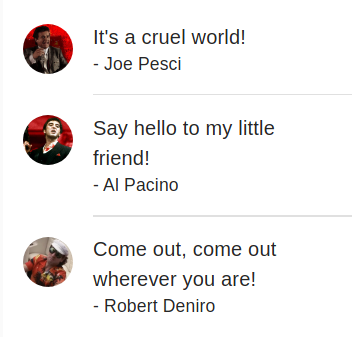 It's a cruel world!
- Joe Pesci
Say hello to my little
friend!
- Al Pacino
Come out, come out
wherever you are!
- Robert Deniro